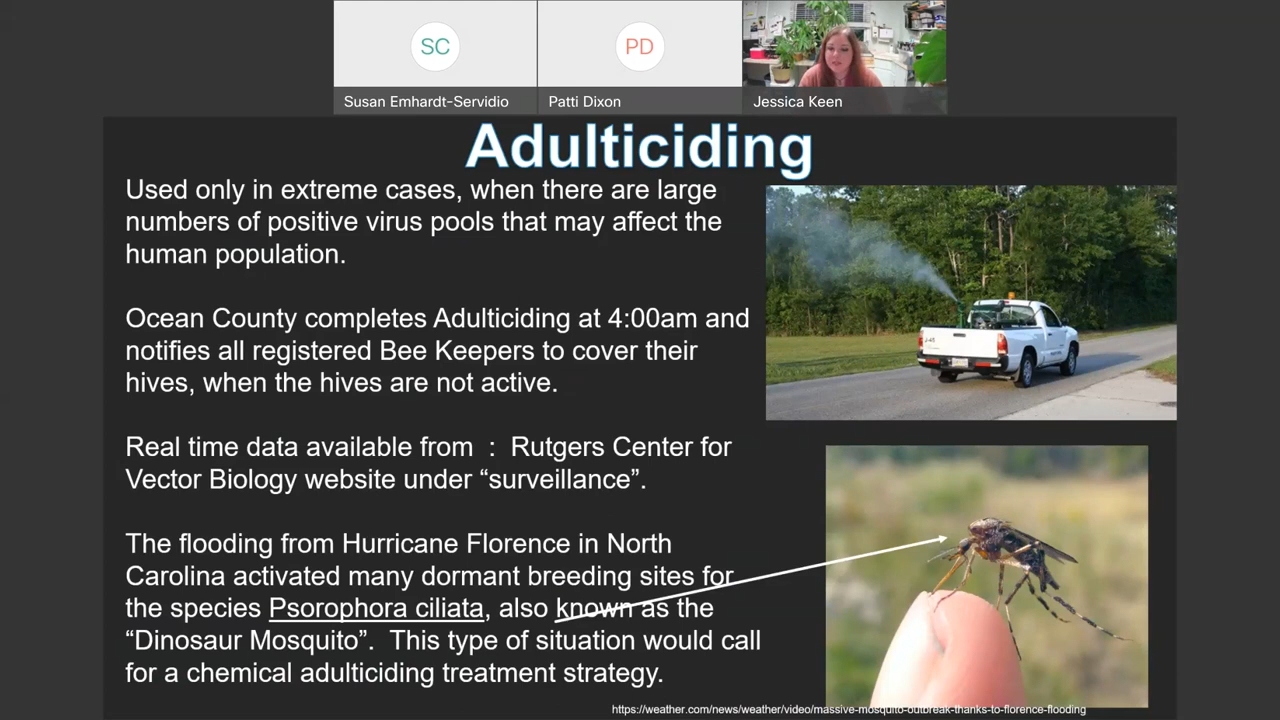 SC
PD
Susan Emhardt-Servidio
Patti Dixon
Jessica Keen
Adulticiding
Used only in extreme cases, when there are large
numbers of positive virus pools that may affect the
human population.
Ocean County completes Adulticiding at 4:00am and
notifies all registered Bee Keepers to cover their
hives, when the hives are not active.
Real time data available from : Rutgers Center for
Vector Biology website under “surveillance”.
The flooding from Hurricane Florence in North
Carolina activated many dormant breeding sites for
the species Psorophora ciliata, also known as the
“Dinosaur Mosquito”. This type of situation would call
for a chemical adulticiding treatment strategy.
https://weather.com/news/weather/video/massive-mosquito-outbreak-thanks-to-florence-flooding